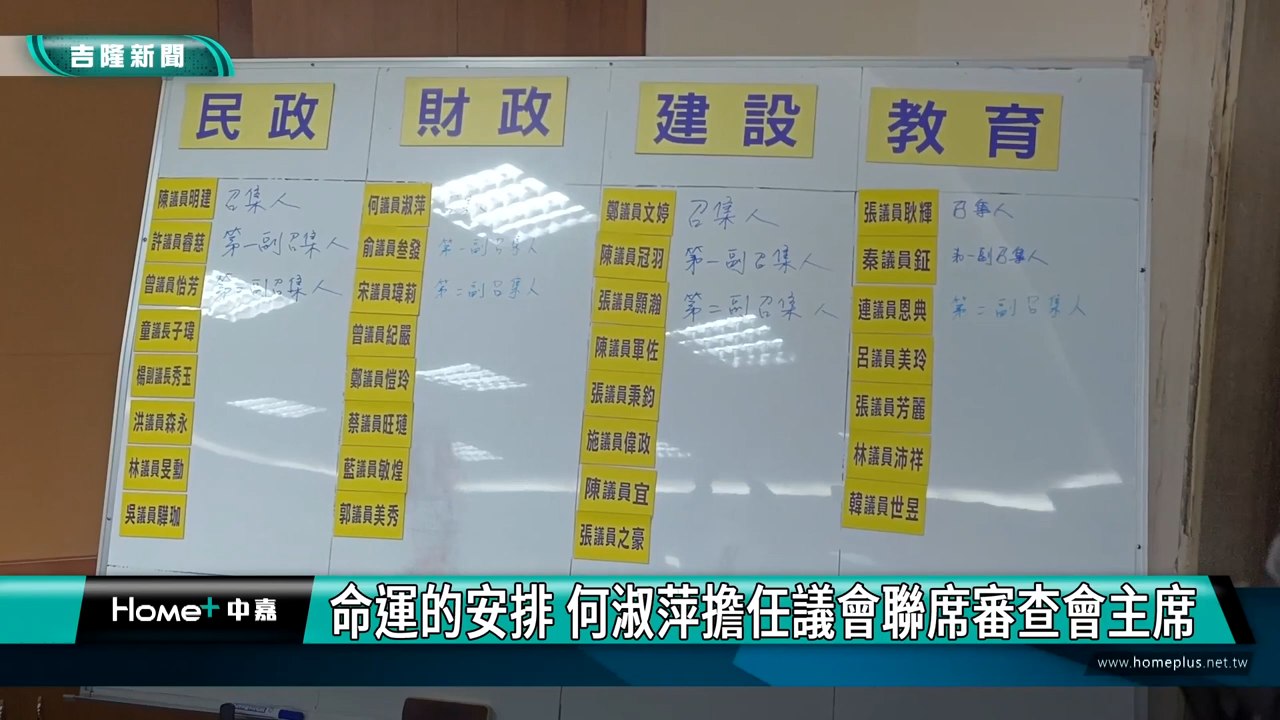 吉隆新聞
民政
財政
建設
教育
陳議員明建 召集人
許議員睿慈 第一副召集人
曾議員怡芳 第二副召集人
童議長子瑋
楊副議長秀玉
洪議員森永
林議員旻勳
吳議員驊珈
何議員淑萍
俞議員叁發 第一副召集人
宋議員瑋莉 第二副召集人
曾議員紀嚴
鄭議員愷玲
蔡議員旺璉
藍議員敏煌
郭議員美秀
鄭議員文婷 召集人
陳議員冠羽 第一副召集人
張議員顥瀚 第二副召集人
陳議員軍佐
張議員秉鈞
施議員偉政
陳議員宜
張議員之豪
張議員耿輝 召集人
秦議員鉦 第一副召集人
連議員恩典 第二副召集人
呂議員美玲
張議員芳麗
林議員沛祥
韓議員世昱
Home+中嘉
命運的安排 何淑萍擔任議會聯席審查會主席
www.homeplus.net.tw